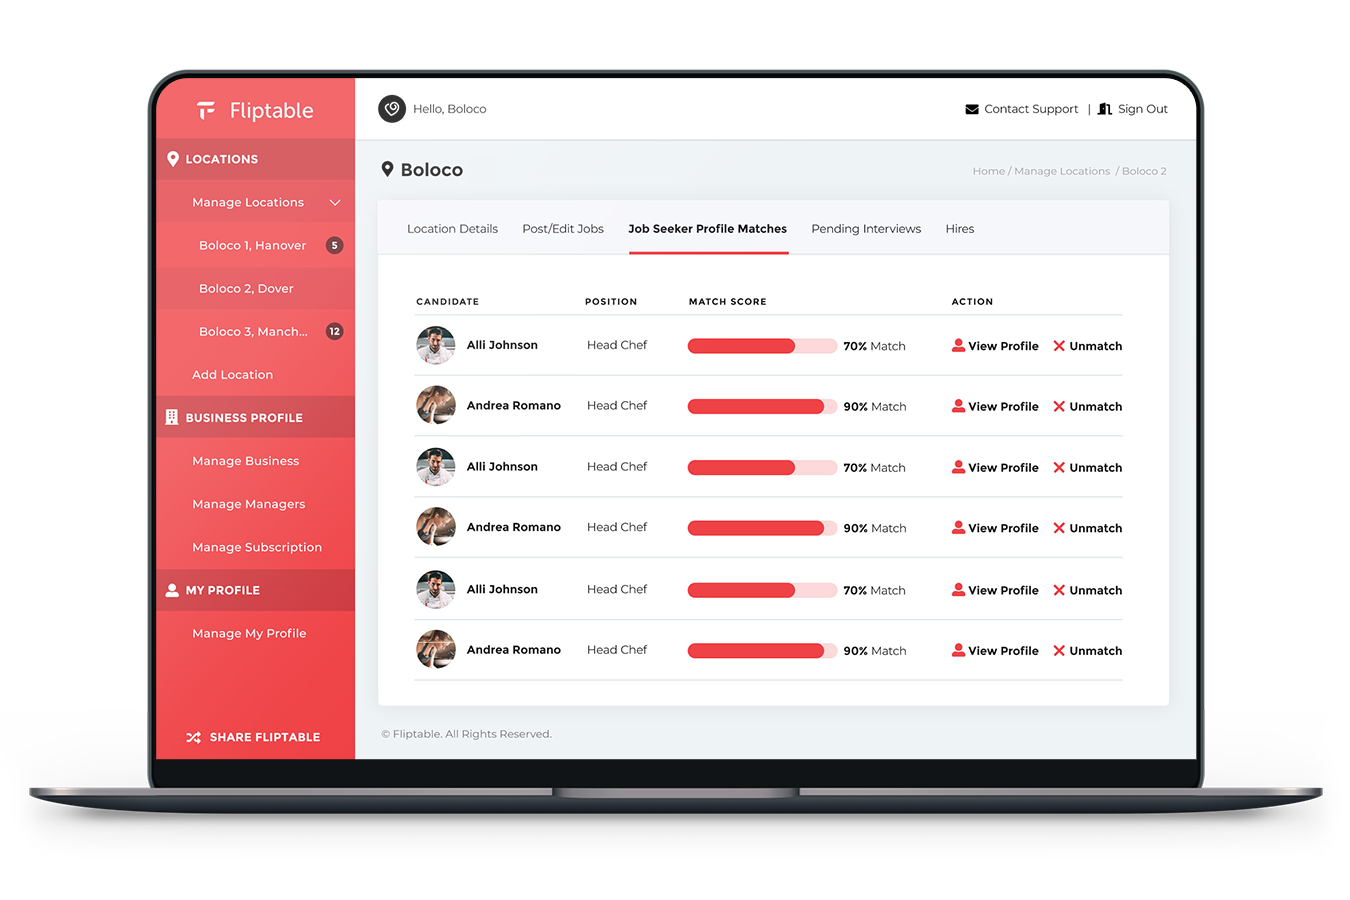 Fliptable
Hello, Boloco
Contact Support | Sign Out
LOCATIONS
Manage Locations
Boloco 1, Hanover 5
Boloco 2, Dover
Boloco 3, Manch... 12
Add Location
BUSINESS PROFILE
Manage Business
Manage Managers
Manage Subscription
MY PROFILE
Manage My Profile
SHARE FLIPTABLE
Boloco
Home / Manage Locations / Boloco 2
Location Details Post/Edit Jobs Job Seeker Profile Matches Pending Interviews Hires
CANDIDATE POSITION MATCH SCORE ACTION
Alli Johnson Head Chef 70% Match View Profile Unmatch
Andrea Romano Head Chef 90% Match View Profile Unmatch
Alli Johnson Head Chef 70% Match View Profile Unmatch
Andrea Romano Head Chef 90% Match View Profile Unmatch
Alli Johnson Head Chef 70% Match View Profile Unmatch
Andrea Romano Head Chef 90% Match View Profile Unmatch
© Fliptable. All Rights Reserved.